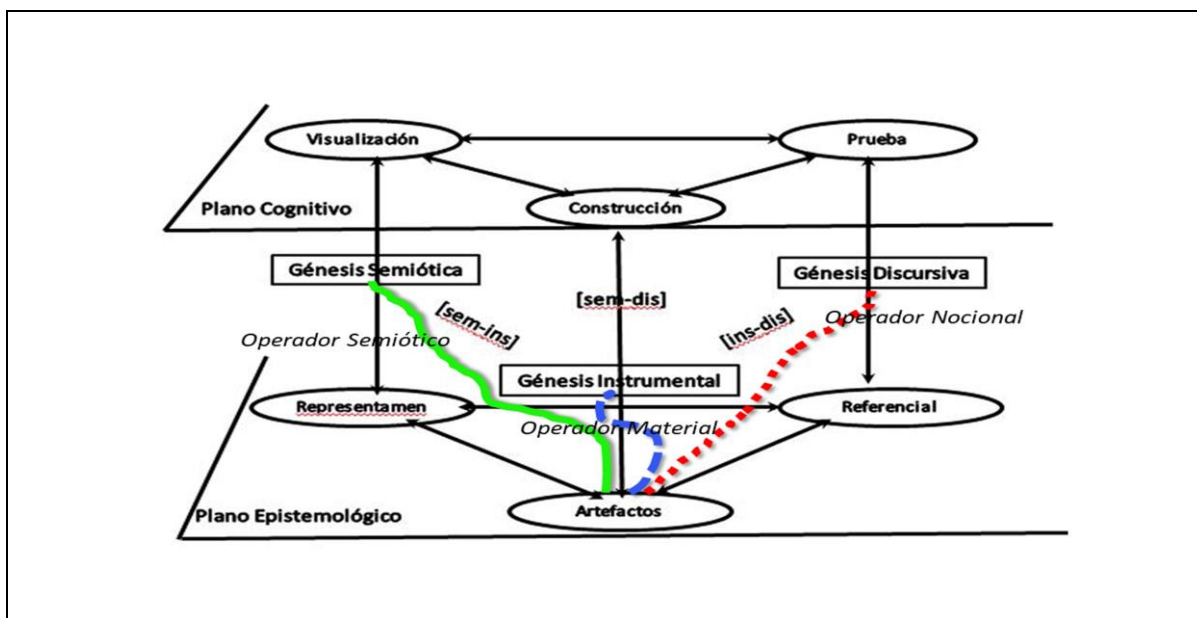 Visualización
Prueba
Construcción
Plano Cognitivo
Génesis Semiótica
Génesis Discursiva
[sem-dis]
[sem-ins]
[ins-dis]
Operador Nocional
Operador Semiótico
Génesis Instrumental
Representamen
Referencial
Operador Material
Artefactos
Plano Epistemológico